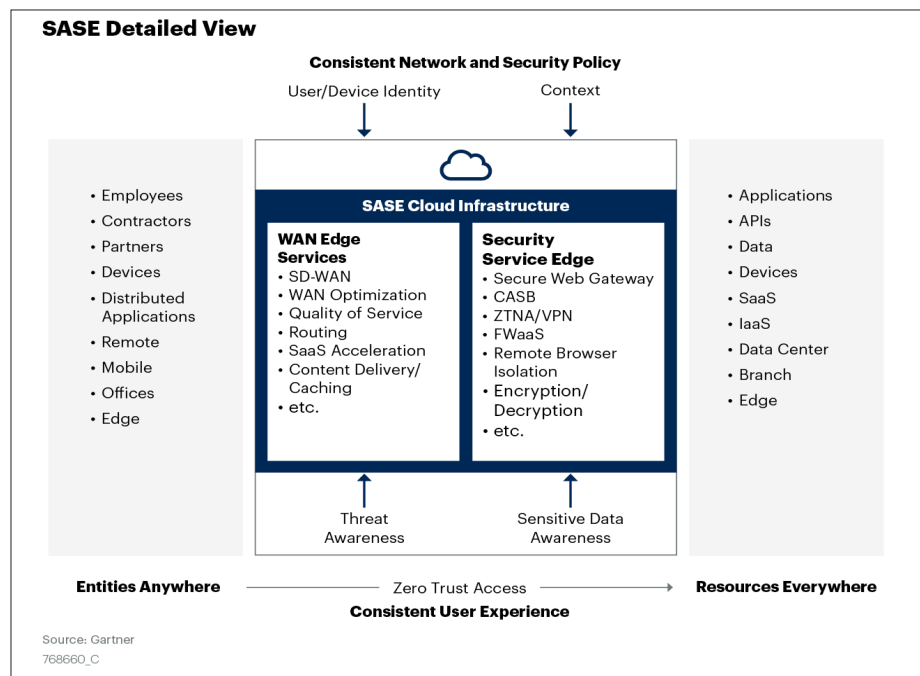 SASE Detailed View
Consistent Network and Security Policy
User/Device Identity
Context
• Employees
• Contractors
• Partners
• Devices
• Distributed
Applications
• Remote
• Mobile
• Offices
• Edge
SASE Cloud Infrastructure
WAN Edge
Services
• SD-WAN
• WAN Optimization
• Quality of Service
• Routing
• SaaS Acceleration
• Content Delivery/
Caching
• etc.
Security
Service Edge
• Secure Web Gateway
• CASB
• ZTNA/VPN
• FWaaS
• Remote Browser
Isolation
• Encryption/
Decryption
• etc.
• Applications
• APIs
• Data
• Devices
• SaaS
• IaaS
• Data Center
• Branch
• Edge
Threat
Awareness
Sensitive Data
Awareness
Entities Anywhere
Zero Trust Access
Resources Everywhere
Consistent User Experience
Source: Gartner
768660_C